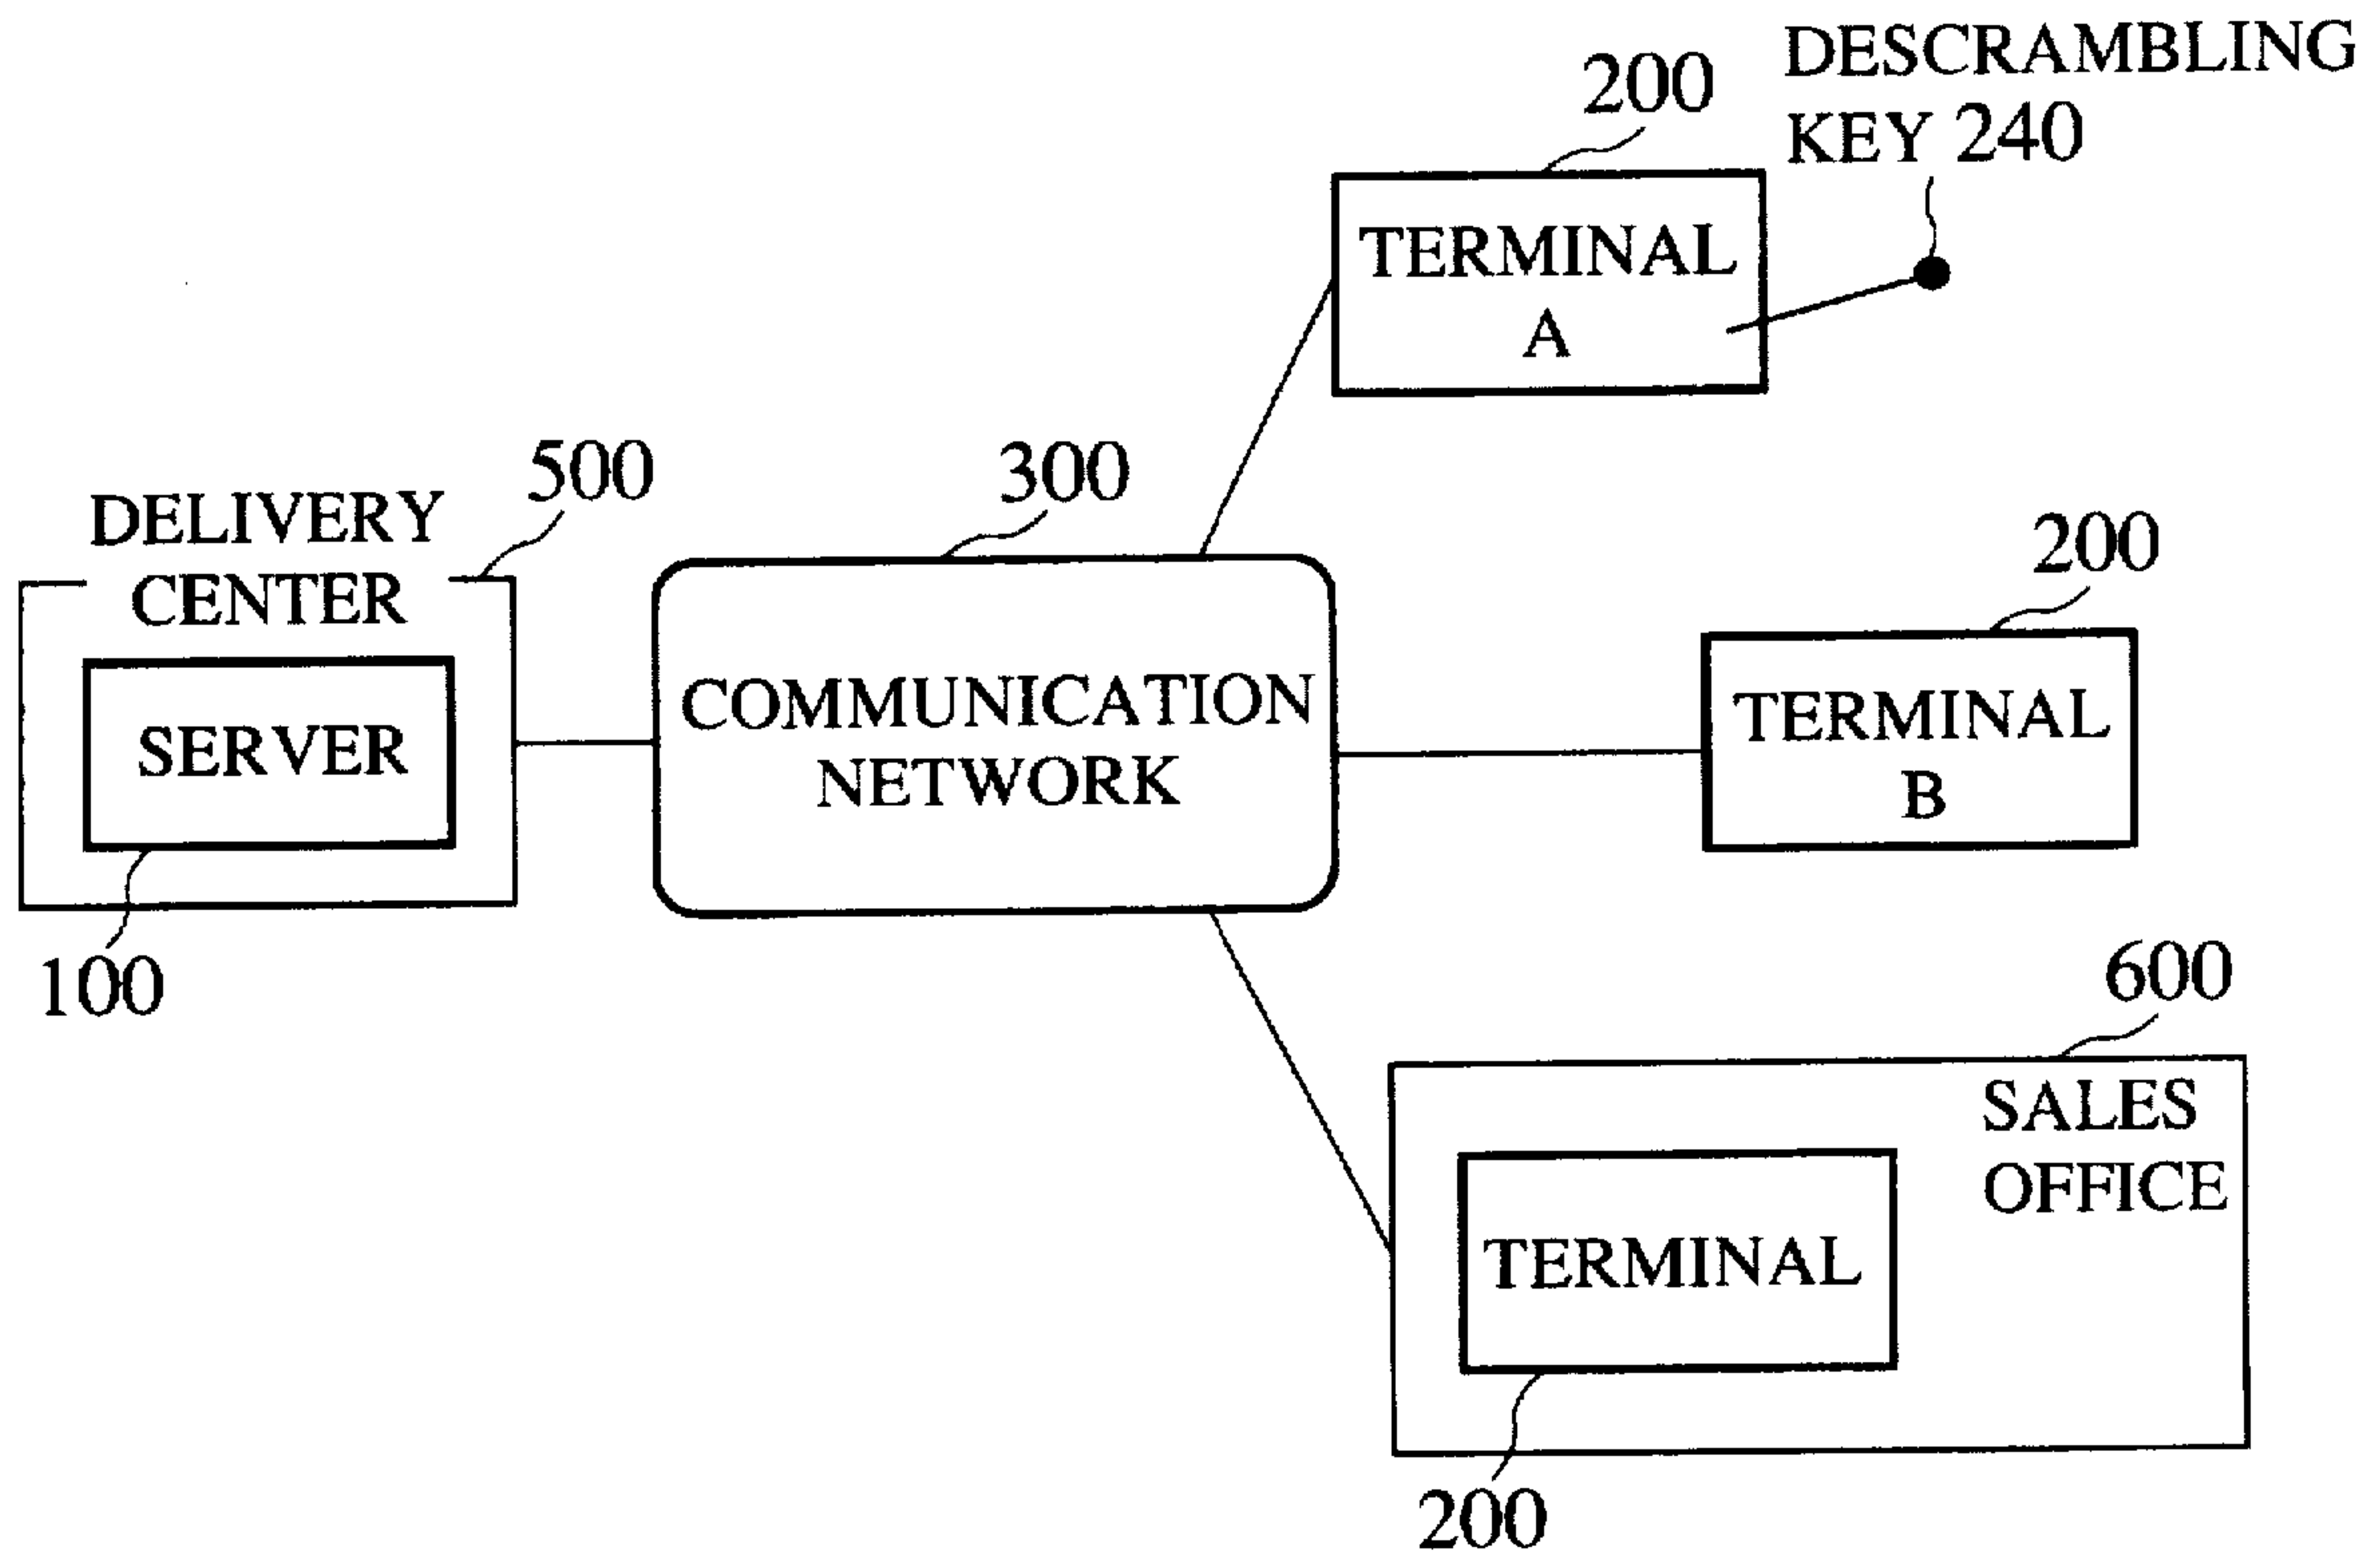 DESCRAMBLING
KEY 240
200
TERMINAL
A
500
DELIVERY
CENTER
SERVER
100
300
COMMUNICATION
NETWORK
200
TERMINAL
B
600
SALES
OFFICE
TERMINAL
200